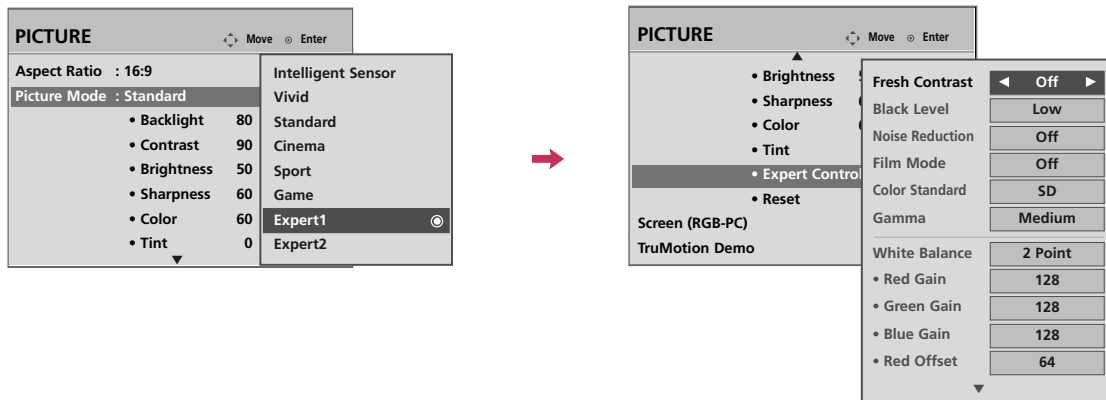 PICTURE
Move Enter
Aspect Ratio : 16:9
Picture Mode : Standard
• Backlight 80
• Contrast 90
• Brightness 50
• Sharpness 60
• Color 60
• Tint 0
Intelligent Sensor
Vivid
Standard
Cinema
Sport
Game
Expert1
Expert2
PICTURE
Move Enter
• Brightness
• Sharpness
• Color
• Tint
• Expert Control
• Reset
Screen (RGB-PC)
TruMotion Demo
Fresh Contrast Off
Black Level Low
Noise Reduction Off
Film Mode Off
Color Standard SD
Gamma Medium
White Balance 2 Point
• Red Gain 128
• Green Gain 128
• Blue Gain 128
• Red Offset 64